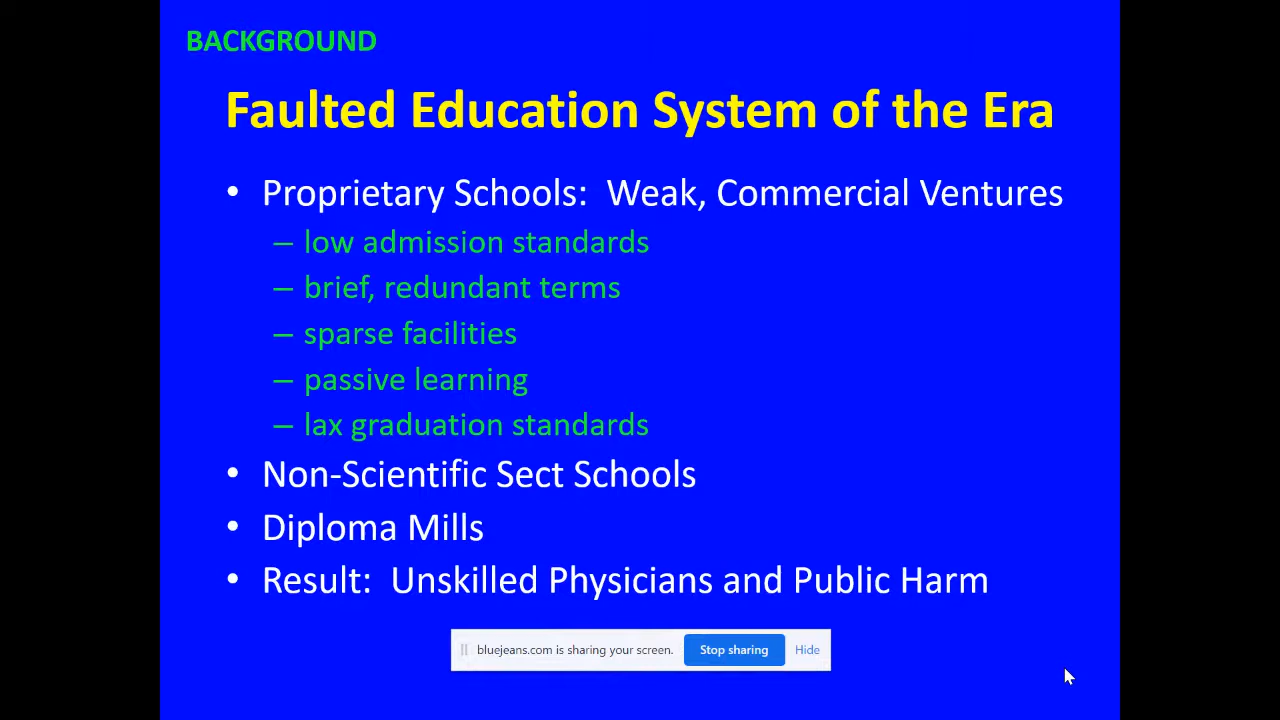 BACKGROUND
Faulted Education System of the Era
• Proprietary Schools: Weak, Commercial Ventures
– low admission standards
– brief, redundant terms
– sparse facilities
– passive learning
– lax graduation standards
• Non-Scientific Sect Schools
• Diploma Mills
• Result: Unskilled Physicians and Public Harm
bluejeans.com is sharing your screen. Stop sharing Hide